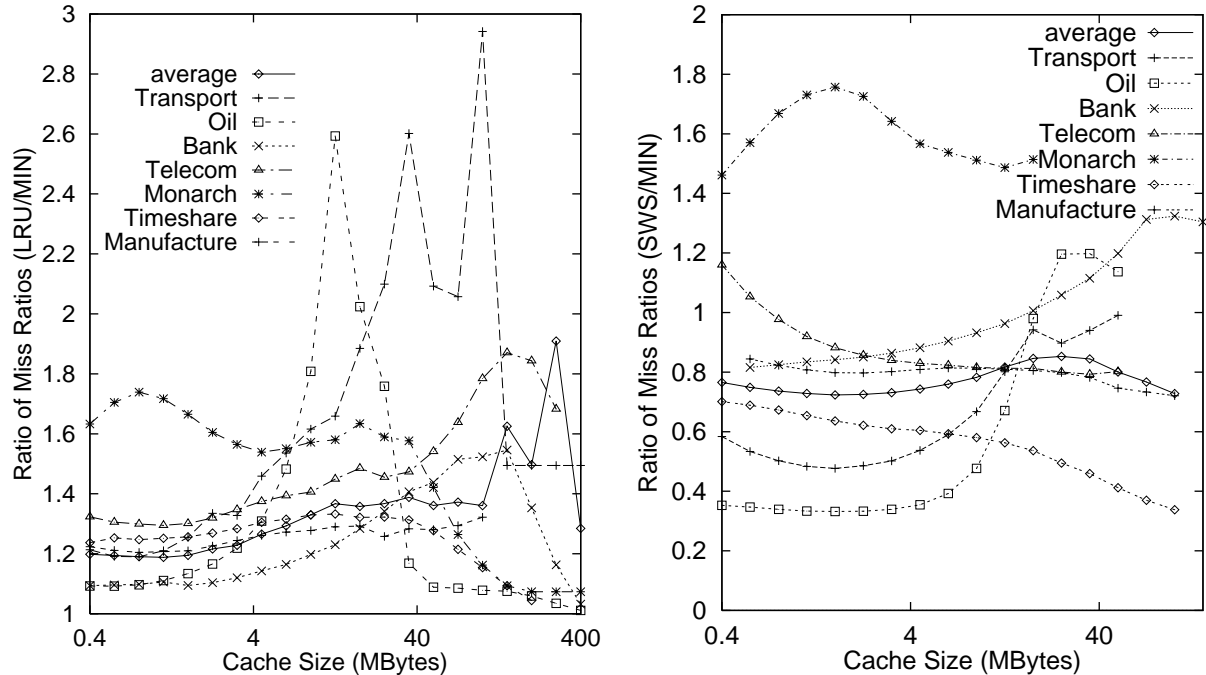 Ratio of Miss Ratios (LRU/MIN)
3
2.8
2.6
2.4
2.2
2
1.8
1.6
1.4
1.2
1
average
Transport
Oil
Bank
Telecom
Monarch
Timeshare
Manufacture
0.4
4
40
400
Cache Size (MBytes)
Ratio of Miss Ratios (SWS/MIN)
2
1.8
1.6
1.4
1.2
1
0.8
0.6
0.4
0.2
0
average
Transport
Oil
Bank
Telecom
Monarch
Timeshare
Manufacture
0.4
4
40
Cache Size (MBytes)